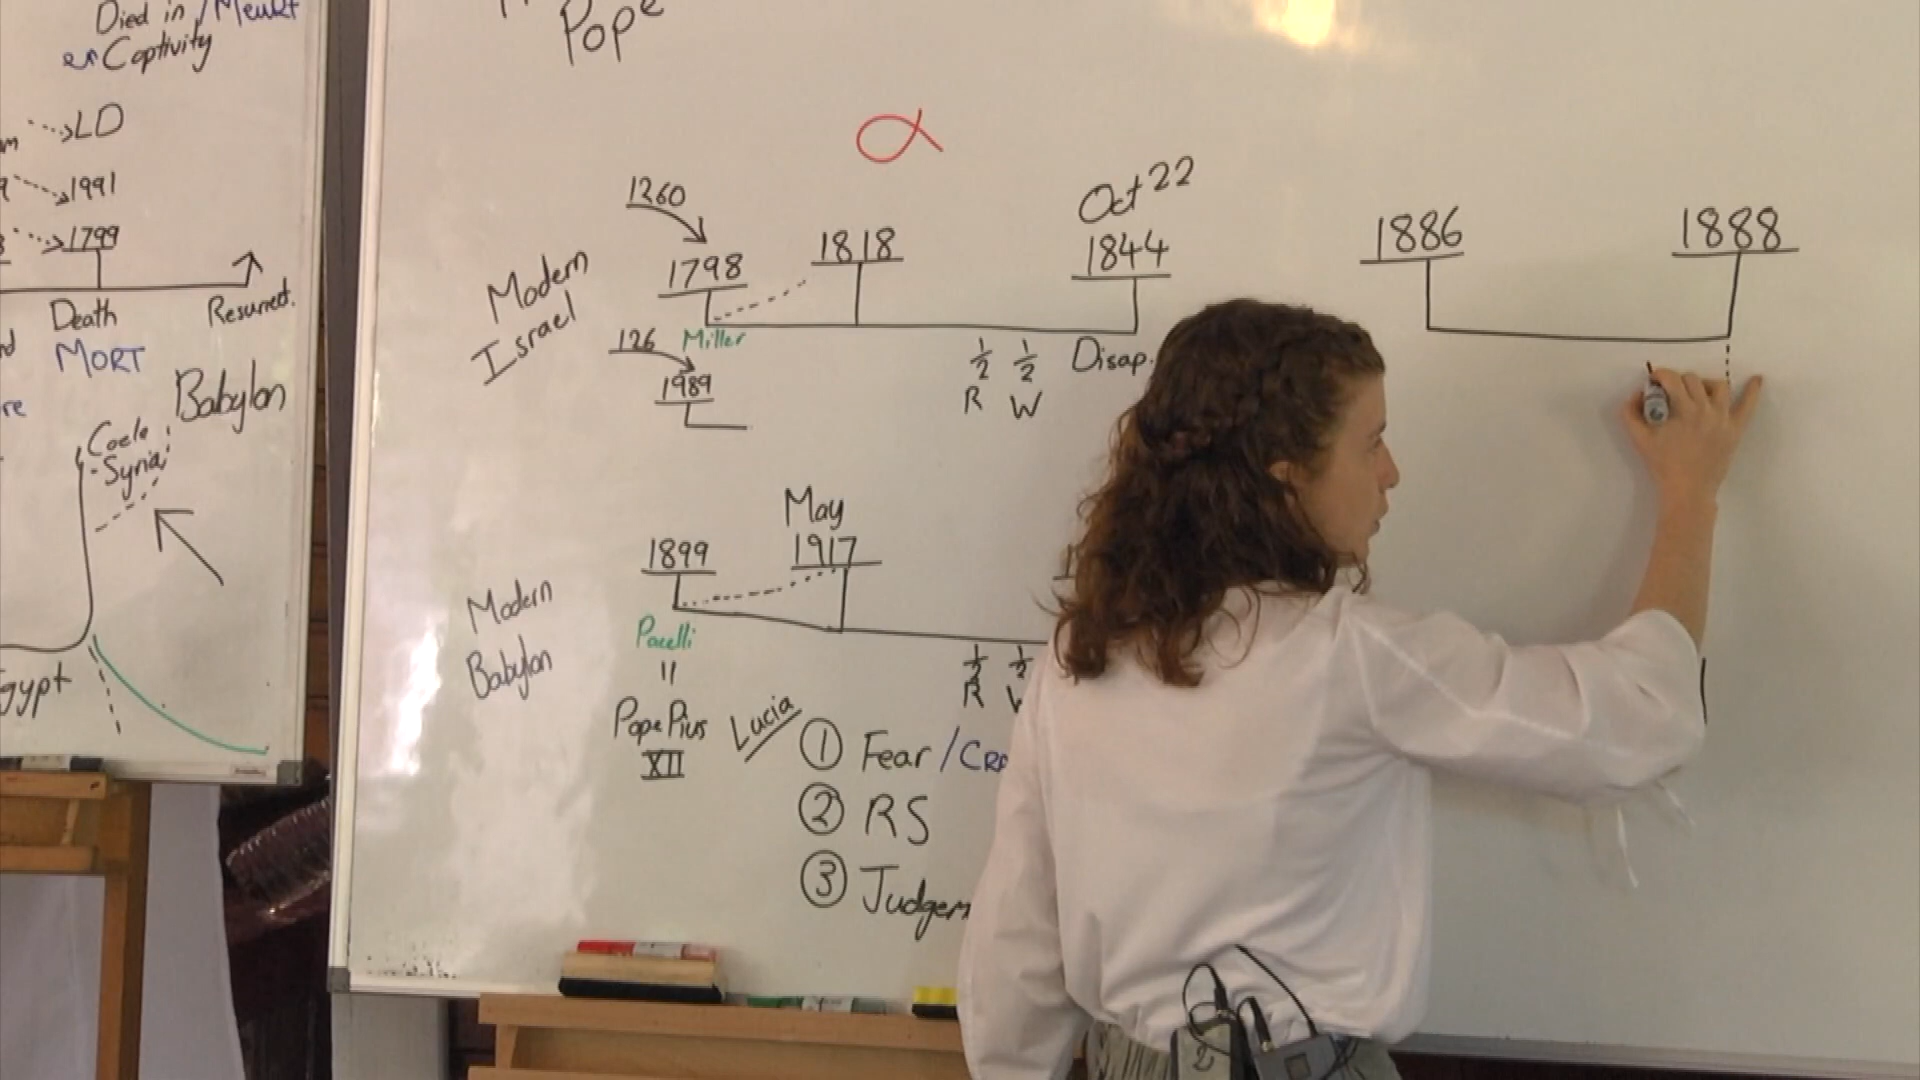 Died in / MEURT
Captivity
LD
1991
1799
Death
Resurrect.
MORT
Babylon
Coele
-Syria
Pope
α
1260
Oct 22
1798
1818
1844
1886
1888
Modern
Israel
Miller
126
1989
1/2
1/2
Disap.
R
W
May
1899
1917
Modern
Babylon
Pacelli
=
Pope Pius
XII
1/2
1/2
R
Lucia
① Fear /
② RS
③